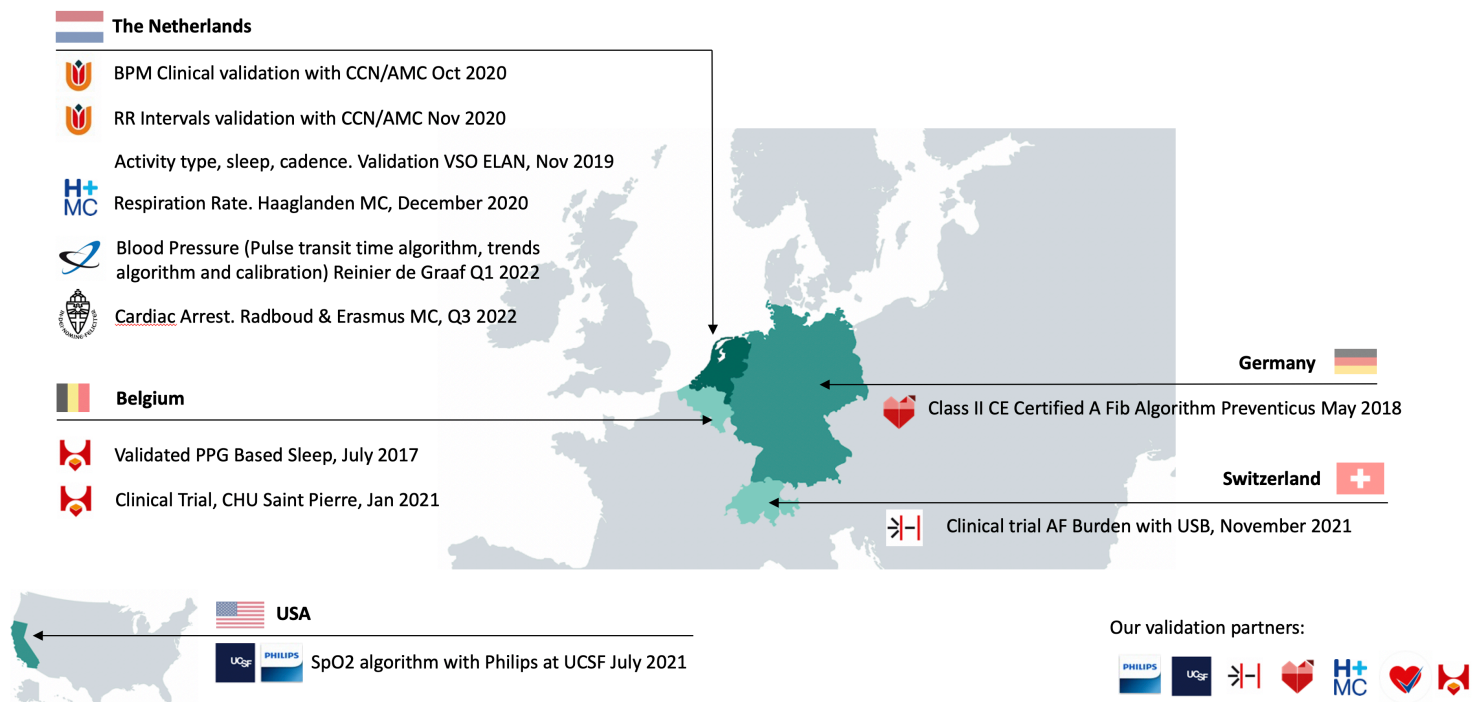 The Netherlands
BPM Clinical validation with CCN/AMC Oct 2020
RR Intervals validation with CCN/AMC Nov 2020
Activity type, sleep, cadence. Validation VSO ELAN, Nov 2019
H+
MC
Respiration Rate. Haaglanden MC, December 2020
Blood Pressure (Pulse transit time algorithm, trends
algorithm and calibration) Reinier de Graaf Q1 2022
Cardiac Arrest. Radboud & Erasmus MC, Q3 2022
Belgium
Validated PPG Based Sleep, July 2017
Clinical Trial, CHU Saint Pierre, Jan 2021
Germany
Class II CE Certified A Fib Algorithm Preventicus May 2018
Switzerland
Clinical trial AF Burden with USB, November 2021
USA
UCSF
PHILIPS
SpO2 algorithm with Philips at UCSF July 2021
Our validation partners:
PHILIPS
UCSF
H+
MC